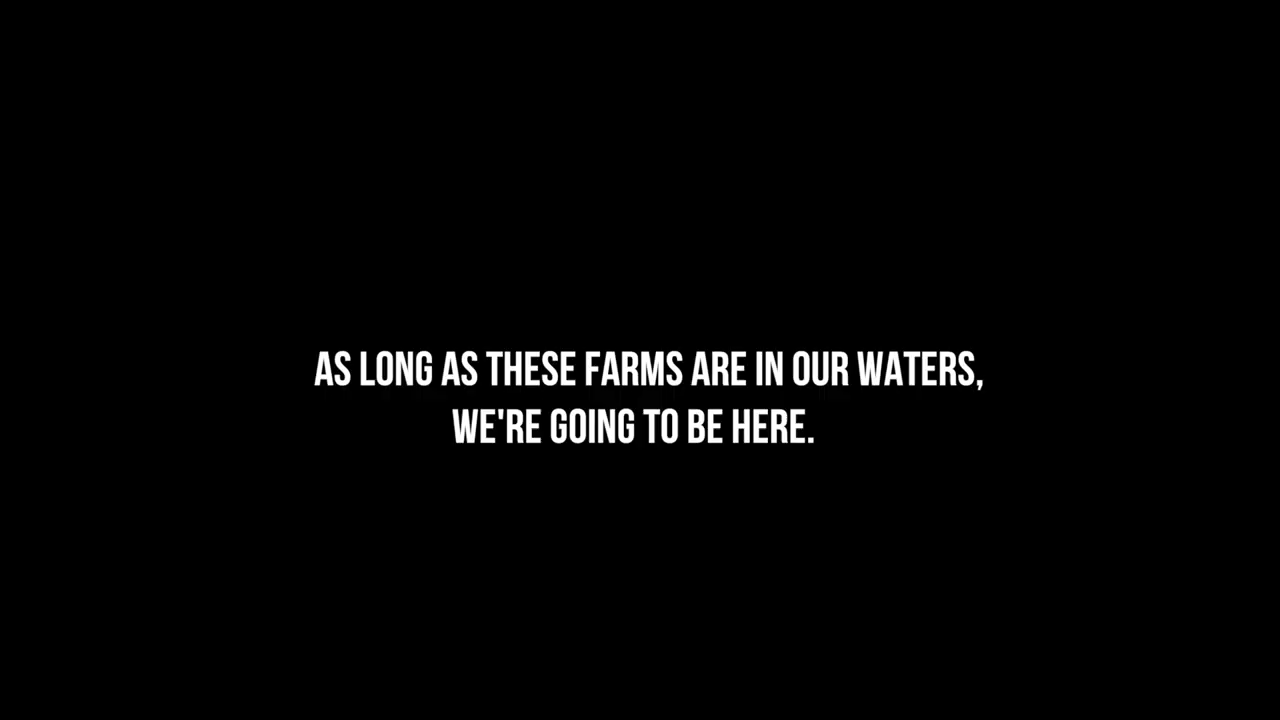 AS LONG AS THESE FARMS ARE IN OUR WATERS,
WE'RE GOING TO BE HERE.